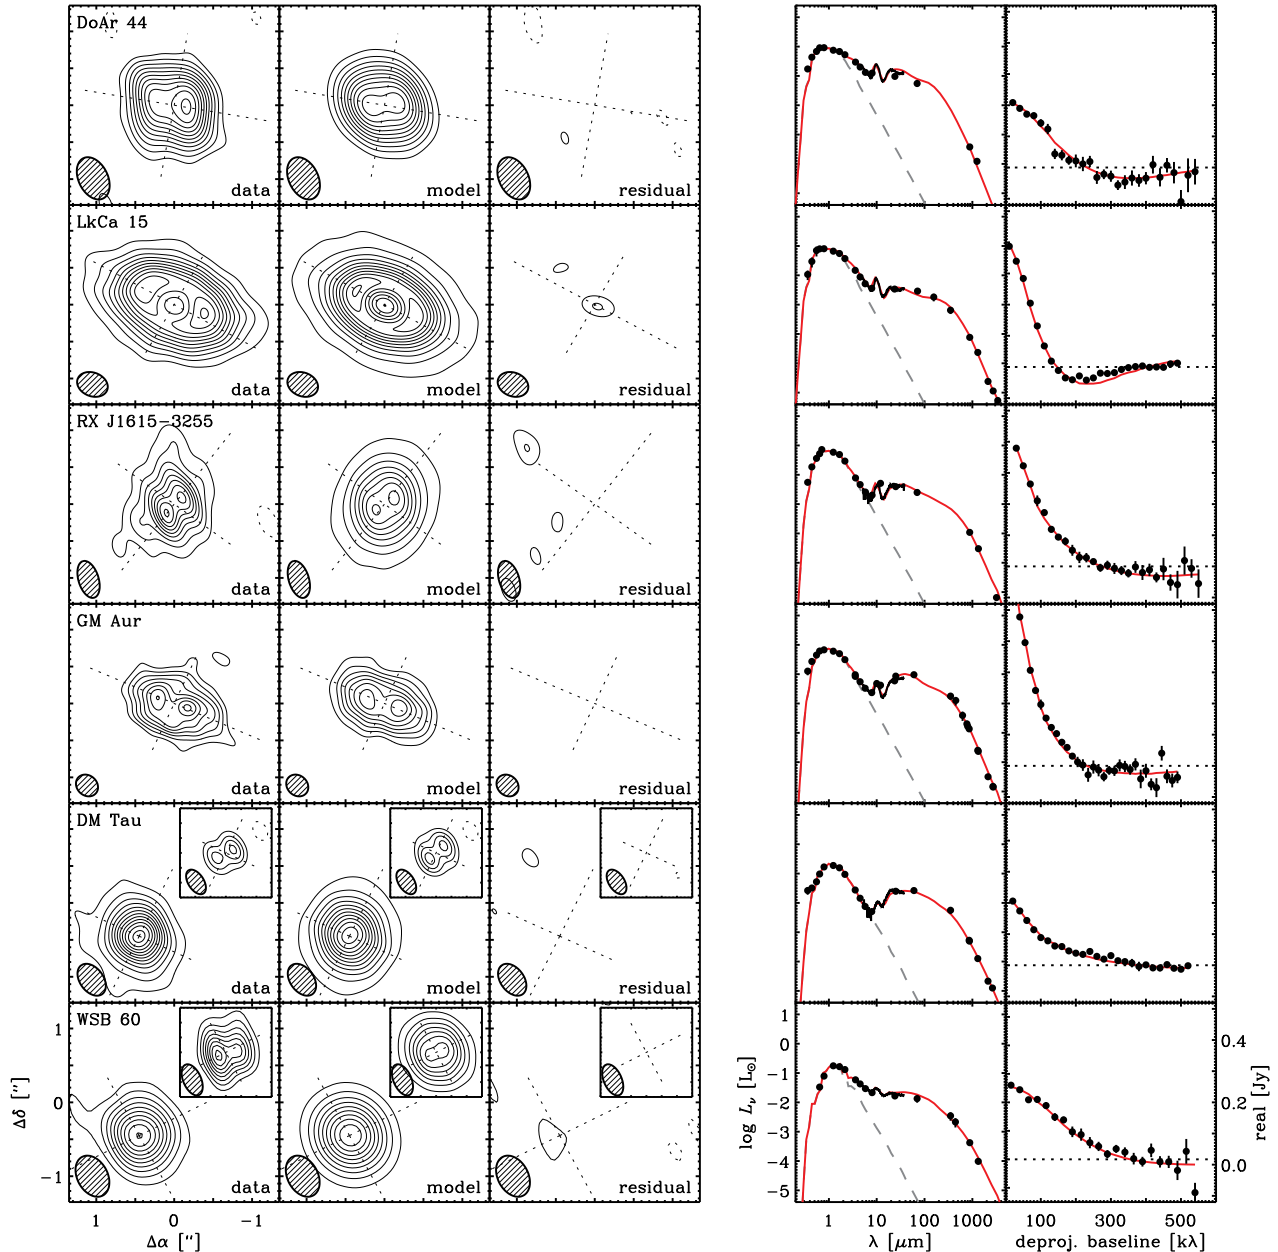 DoAr 44
data
model
residual
LkCa 15
data
model
residual
RX J1615-3255
data
model
residual
GM Aur
data
model
residual
DM Tau
data
model
residual
WSB 60
data
model
residual
1
0
-1
Δδ ["]
1 0 -1
Δα ["]
1
0
-1
-2
-3
-4
-5
log Lν [L⊙]
1 10 100 1000
λ [μm]
100 300 500
deproj. baseline [kλ]
0.4
0.2
0.0
real [Jy]